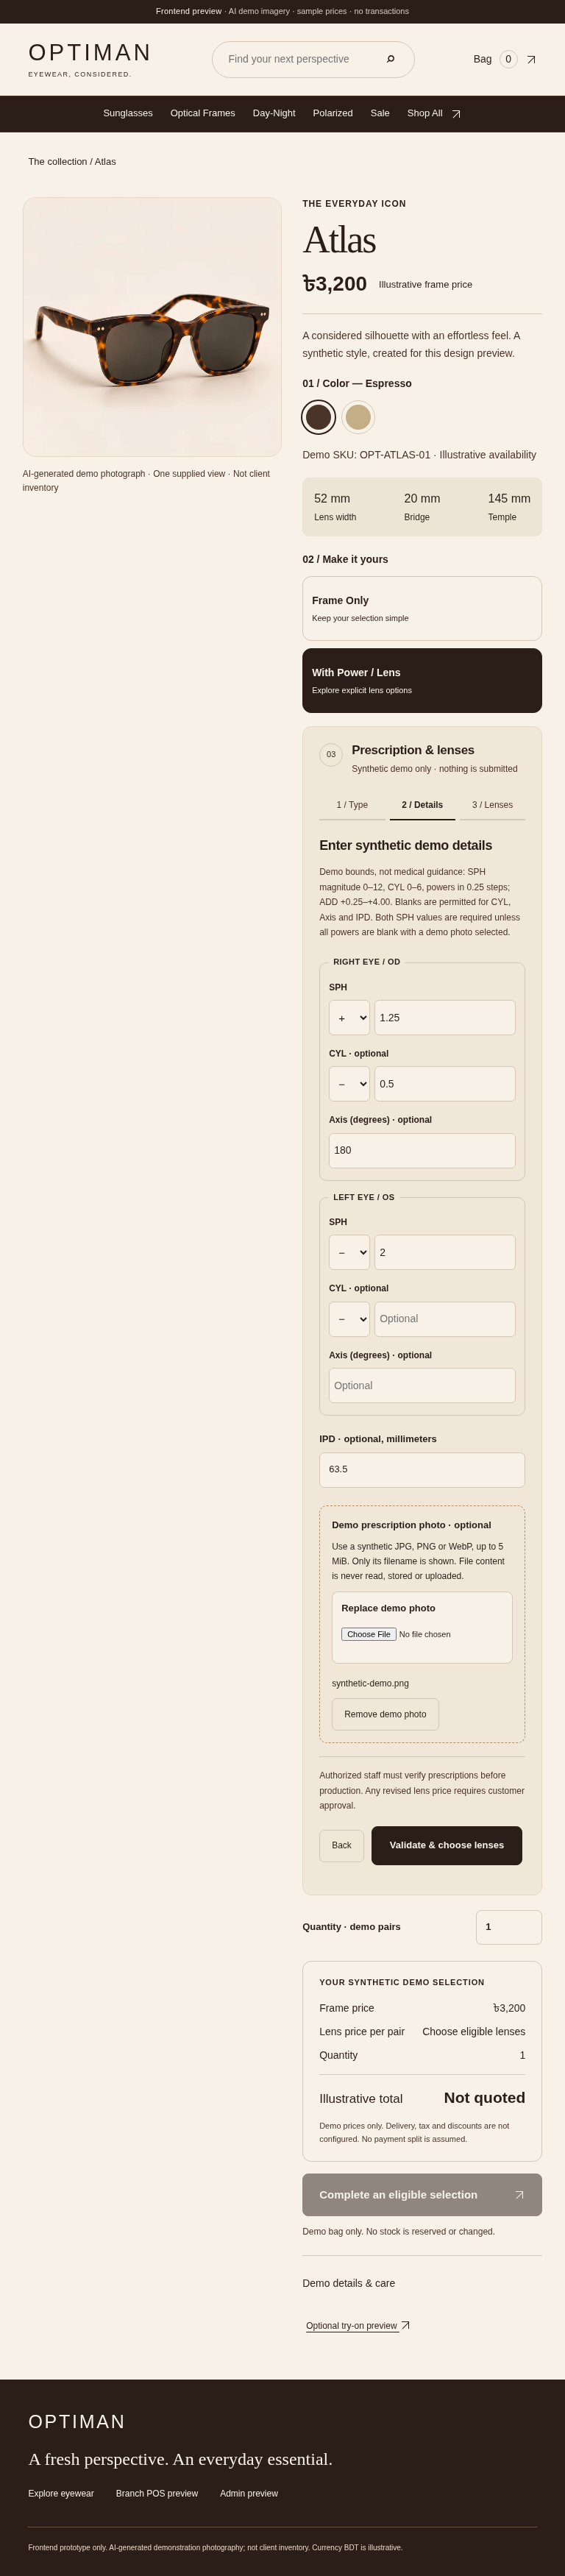 Frontend preview · AI demo imagery · sample prices · no transactions
OPTIMAN
EYEWEAR, CONSIDERED.
Find your next perspective
Bag 0
Sunglasses Optical Frames Day-Night Polarized Sale Shop All
The collection / Atlas
AI-generated demo photograph · One supplied view · Not client
inventory
THE EVERYDAY ICON
Atlas
৳3,200 Illustrative frame price
A considered silhouette with an effortless feel. A
synthetic style, created for this design preview.
01 / Color — Espresso
Demo SKU: OPT-ATLAS-01 · Illustrative availability
52 mm 20 mm 145 mm
Lens width Bridge Temple
02 / Make it yours
Frame Only
Keep your selection simple
With Power / Lens
Explore explicit lens options
03 Prescription & lenses
Synthetic demo only · nothing is submitted
1 / Type 2 / Details 3 / Lenses
Enter synthetic demo details
Demo bounds, not medical guidance: SPH
magnitude 0–12, CYL 0–6, powers in 0.25 steps;
ADD +0.25–+4.00. Blanks are permitted for CYL,
Axis and IPD. Both SPH values are required unless
all powers are blank with a demo photo selected.
RIGHT EYE / OD
SPH
+ 1.25
CYL · optional
− 0.5
Axis (degrees) · optional
180
LEFT EYE / OS
SPH
− 2
CYL · optional
− Optional
Axis (degrees) · optional
Optional
IPD · optional, millimeters
63.5
Demo prescription photo · optional
Use a synthetic JPG, PNG or WebP, up to 5
MiB. Only its filename is shown. File content
is never read, stored or uploaded.
Replace demo photo
Choose File No file chosen
synthetic-demo.png
Remove demo photo
Authorized staff must verify prescriptions before
production. Any revised lens price requires customer
approval.
Back Validate & choose lenses
Quantity · demo pairs 1
YOUR SYNTHETIC DEMO SELECTION
Frame price ৳3,200
Lens price per pair Choose eligible lenses
Quantity 1
Illustrative total Not quoted
Demo prices only. Delivery, tax and discounts are not
configured. No payment split is assumed.
Complete an eligible selection
Demo bag only. No stock is reserved or changed.
Demo details & care
Optional try-on preview
OPTIMAN
A fresh perspective. An everyday essential.
Explore eyewear Branch POS preview Admin preview
Frontend prototype only. AI-generated demonstration photography; not client inventory. Currency BDT is illustrative.